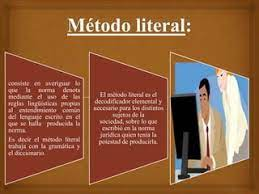 Método literal:
consiste en averiguar lo
que la norma denota
mediante el uso de las
reglas lingüísticas propias
al entendimiento común
del lenguaje escrito en el
que se halla producida la
norma.
Es decir el método literal
trabaja con la gramática y
el diccionario.
El método literal es el
decodificador elemental y
necesario para los distintos
sujetos de la
sociedad, sobre lo que
escribió en la norma
jurídica quien tenía la
potestad de producirla.